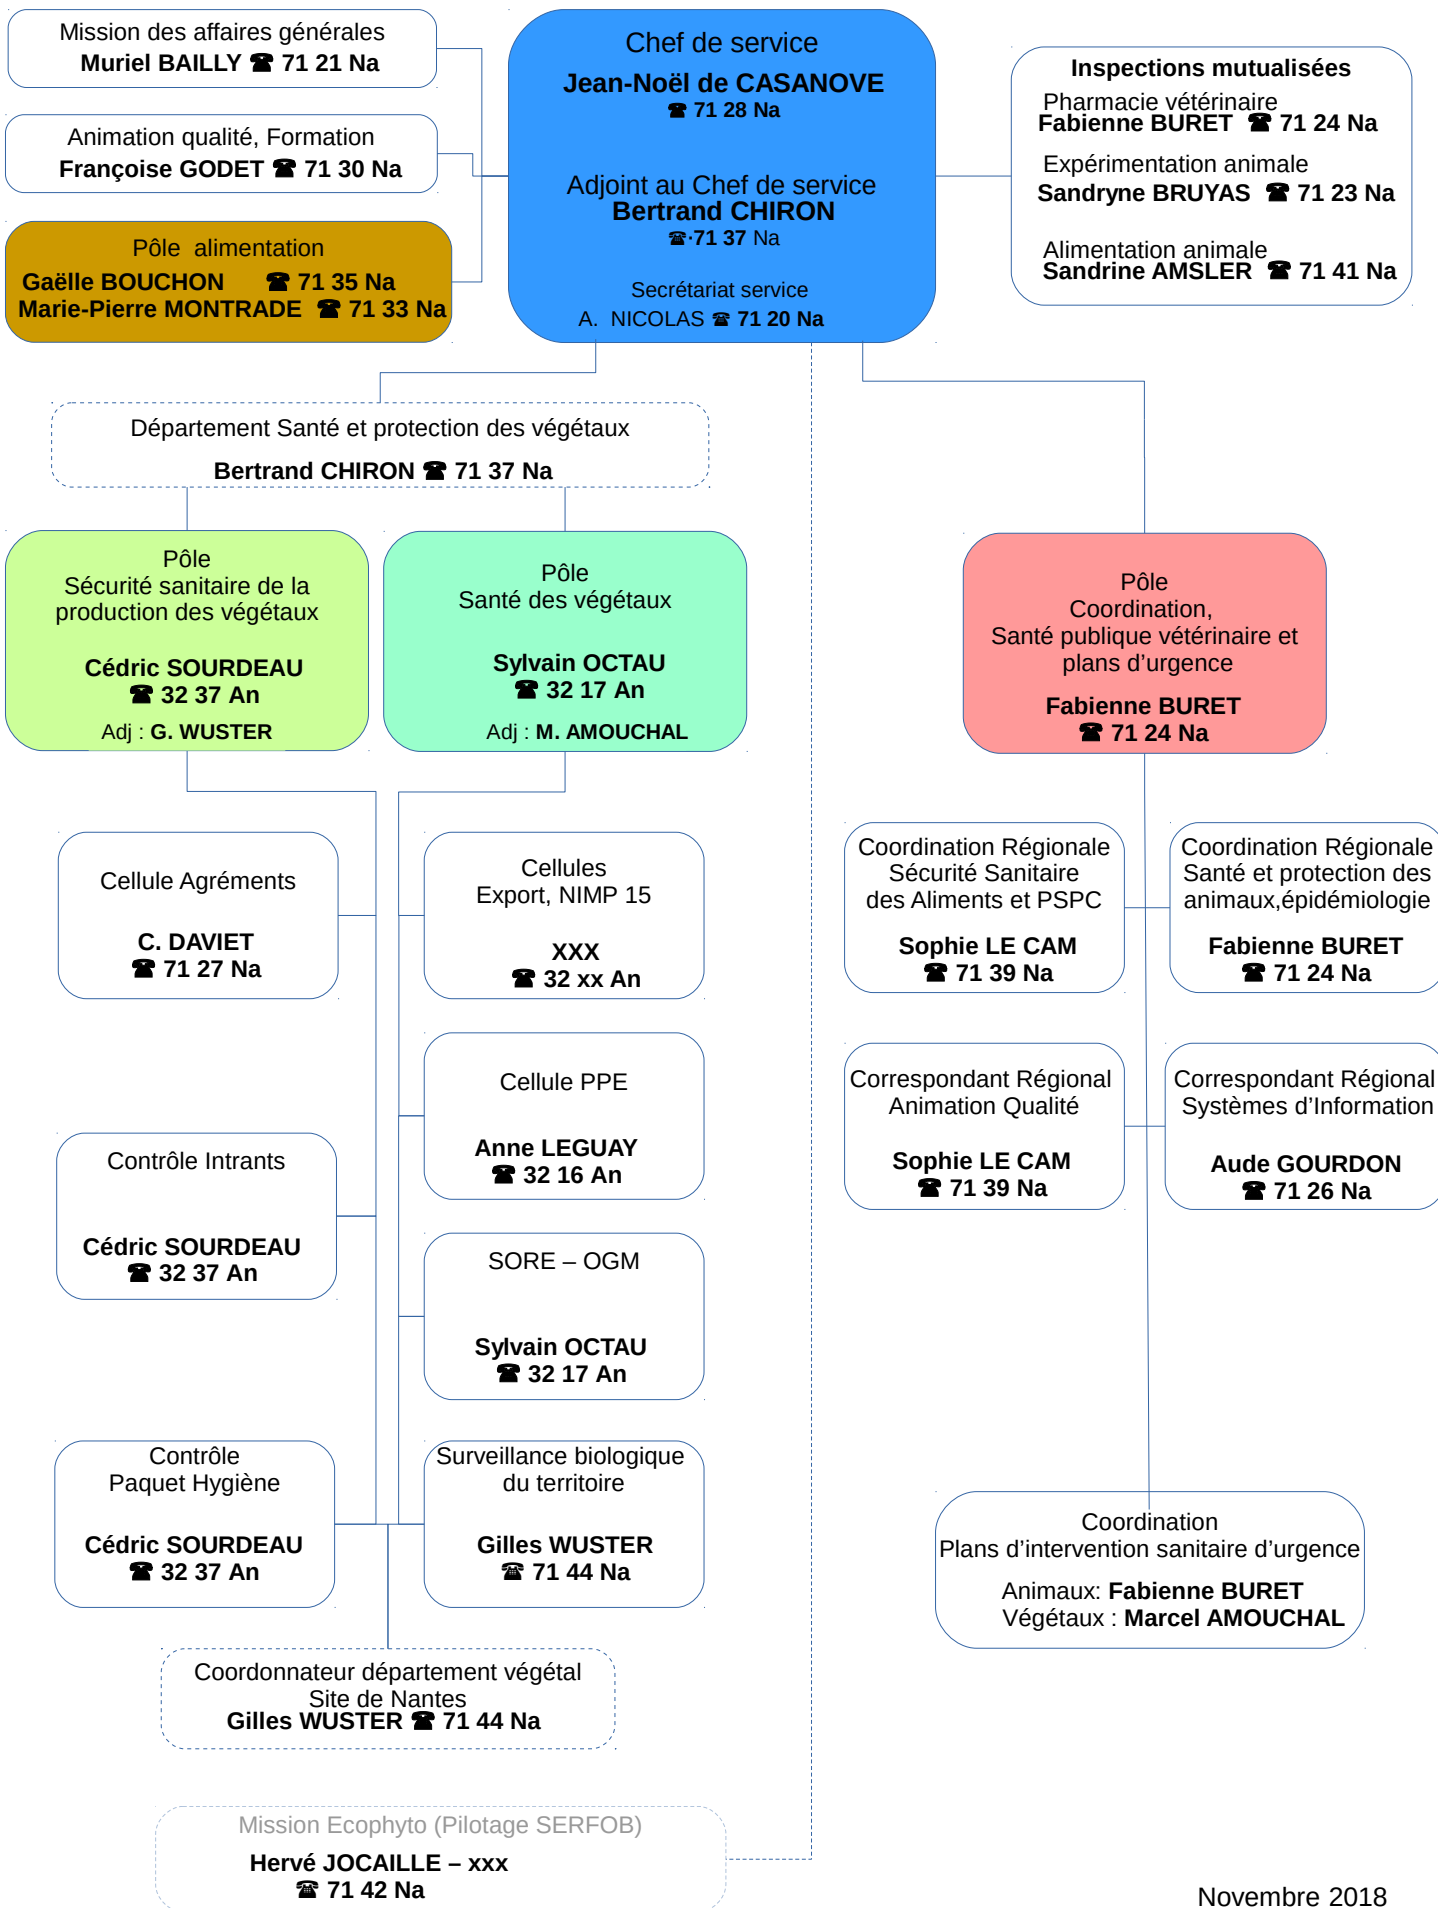 Mission des affaires générales
Muriel BAILLY ☎ 71 21 Na
Animation qualité, Formation
Françoise GODET ☎ 71 30 Na
Pôle alimentation
Gaëlle BOUCHON ☎ 71 35 Na
Marie-Pierre MONTRADE ☎ 71 33 Na
Chef de service
Jean-Noël de CASANOVE
☎ 71 28 Na
Adjoint au Chef de service
Bertrand CHIRON
☎·71 37 Na
Secrétariat service
A. NICOLAS ☎ 71 20 Na
Inspections mutualisées
Pharmacie vétérinaire
Fabienne BURET ☎ 71 24 Na
Expérimentation animale
Sandryne BRUYAS ☎ 71 23 Na
Alimentation animale
Sandrine AMSLER ☎ 71 41 Na
Département Santé et protection des végétaux
Bertrand CHIRON ☎ 71 37 Na
Pôle
Sécurité sanitaire de la
production des végétaux
Cédric SOURDEAU
☎ 32 37 An
Adj : G. WUSTER
Pôle
Santé des végétaux
Sylvain OCTAU
☎ 32 17 An
Adj : M. AMOUCHAL
Pôle
Coordination,
Santé publique vétérinaire et
plans d’urgence
Fabienne BURET
☎ 71 24 Na
Cellule Agréments
C. DAVIET
☎ 71 27 Na
Cellules
Export, NIMP 15
XXX
☎ 32 xx An
Coordination Régionale
Sécurité Sanitaire
des Aliments et PSPC
Sophie LE CAM
☎ 71 39 Na
Coordination Régionale
Santé et protection des
animaux,épidémiologie
Fabienne BURET
☎ 71 24 Na
Cellule PPE
Anne LEGUAY
☎ 32 16 An
Correspondant Régional
Animation Qualité
Sophie LE CAM
☎ 71 39 Na
Correspondant Régional
Systèmes d’Information
Aude GOURDON
☎ 71 26 Na
Contrôle Intrants
Cédric SOURDEAU
☎ 32 37 An
SORE – OGM
Sylvain OCTAU
☎ 32 17 An
Contrôle
Paquet Hygiène
Cédric SOURDEAU
☎ 32 37 An
Surveillance biologique
du territoire
Gilles WUSTER
☎ 71 44 Na
Coordination
Plans d’intervention sanitaire d’urgence
Animaux: Fabienne BURET
Végétaux : Marcel AMOUCHAL
Coordonnateur département végétal
Site de Nantes
Gilles WUSTER ☎ 71 44 Na
Mission Ecophyto (Pilotage SERFOB)
Hervé JOCAILLE – xxx
☎ 71 42 Na
Novembre 2018